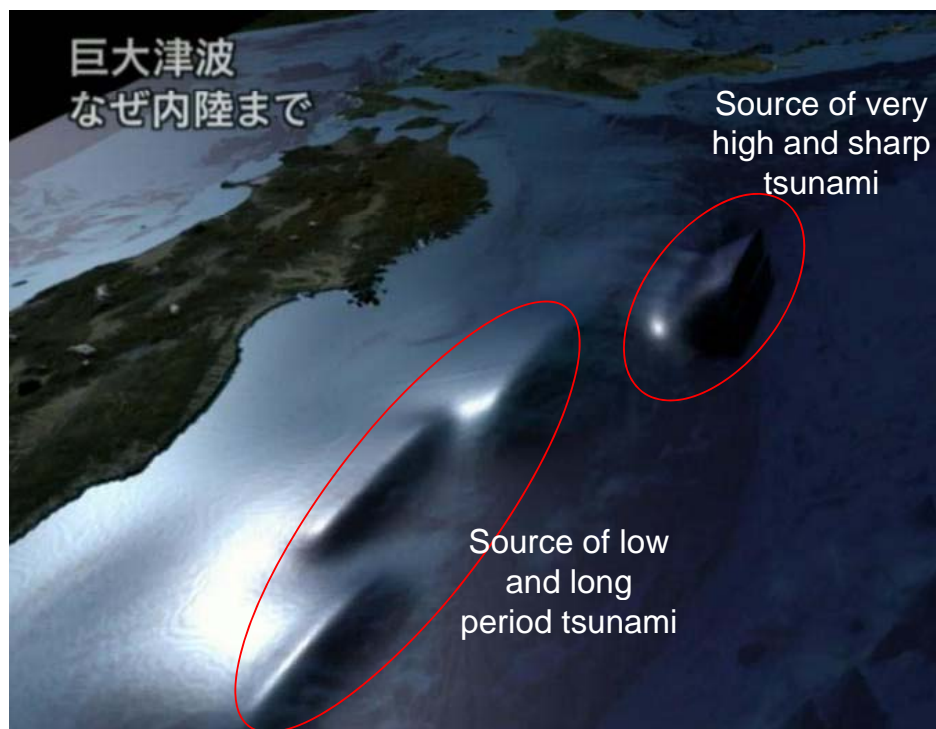 巨大津波
なぜ内陸まで
Source of very
high and sharp
tsunami
Source of low
and long
period tsunami